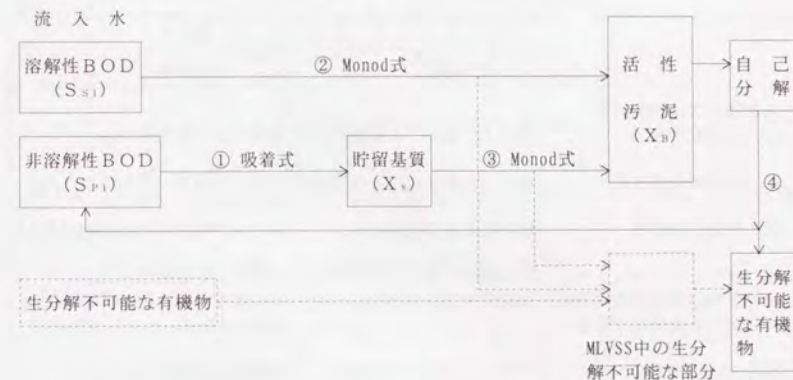 流入水
溶解性BOD
(SSi)
② Monod式
活性
汚泥
(XB)
自己
分解
非溶解性BOD
(SPi)
① 吸着式
貯留基質
(Xs)
③ Monod式
④
生分解不可能な有機物
生分解
不可能
な有機
物
MLVSS中の生分
解不可能な部分